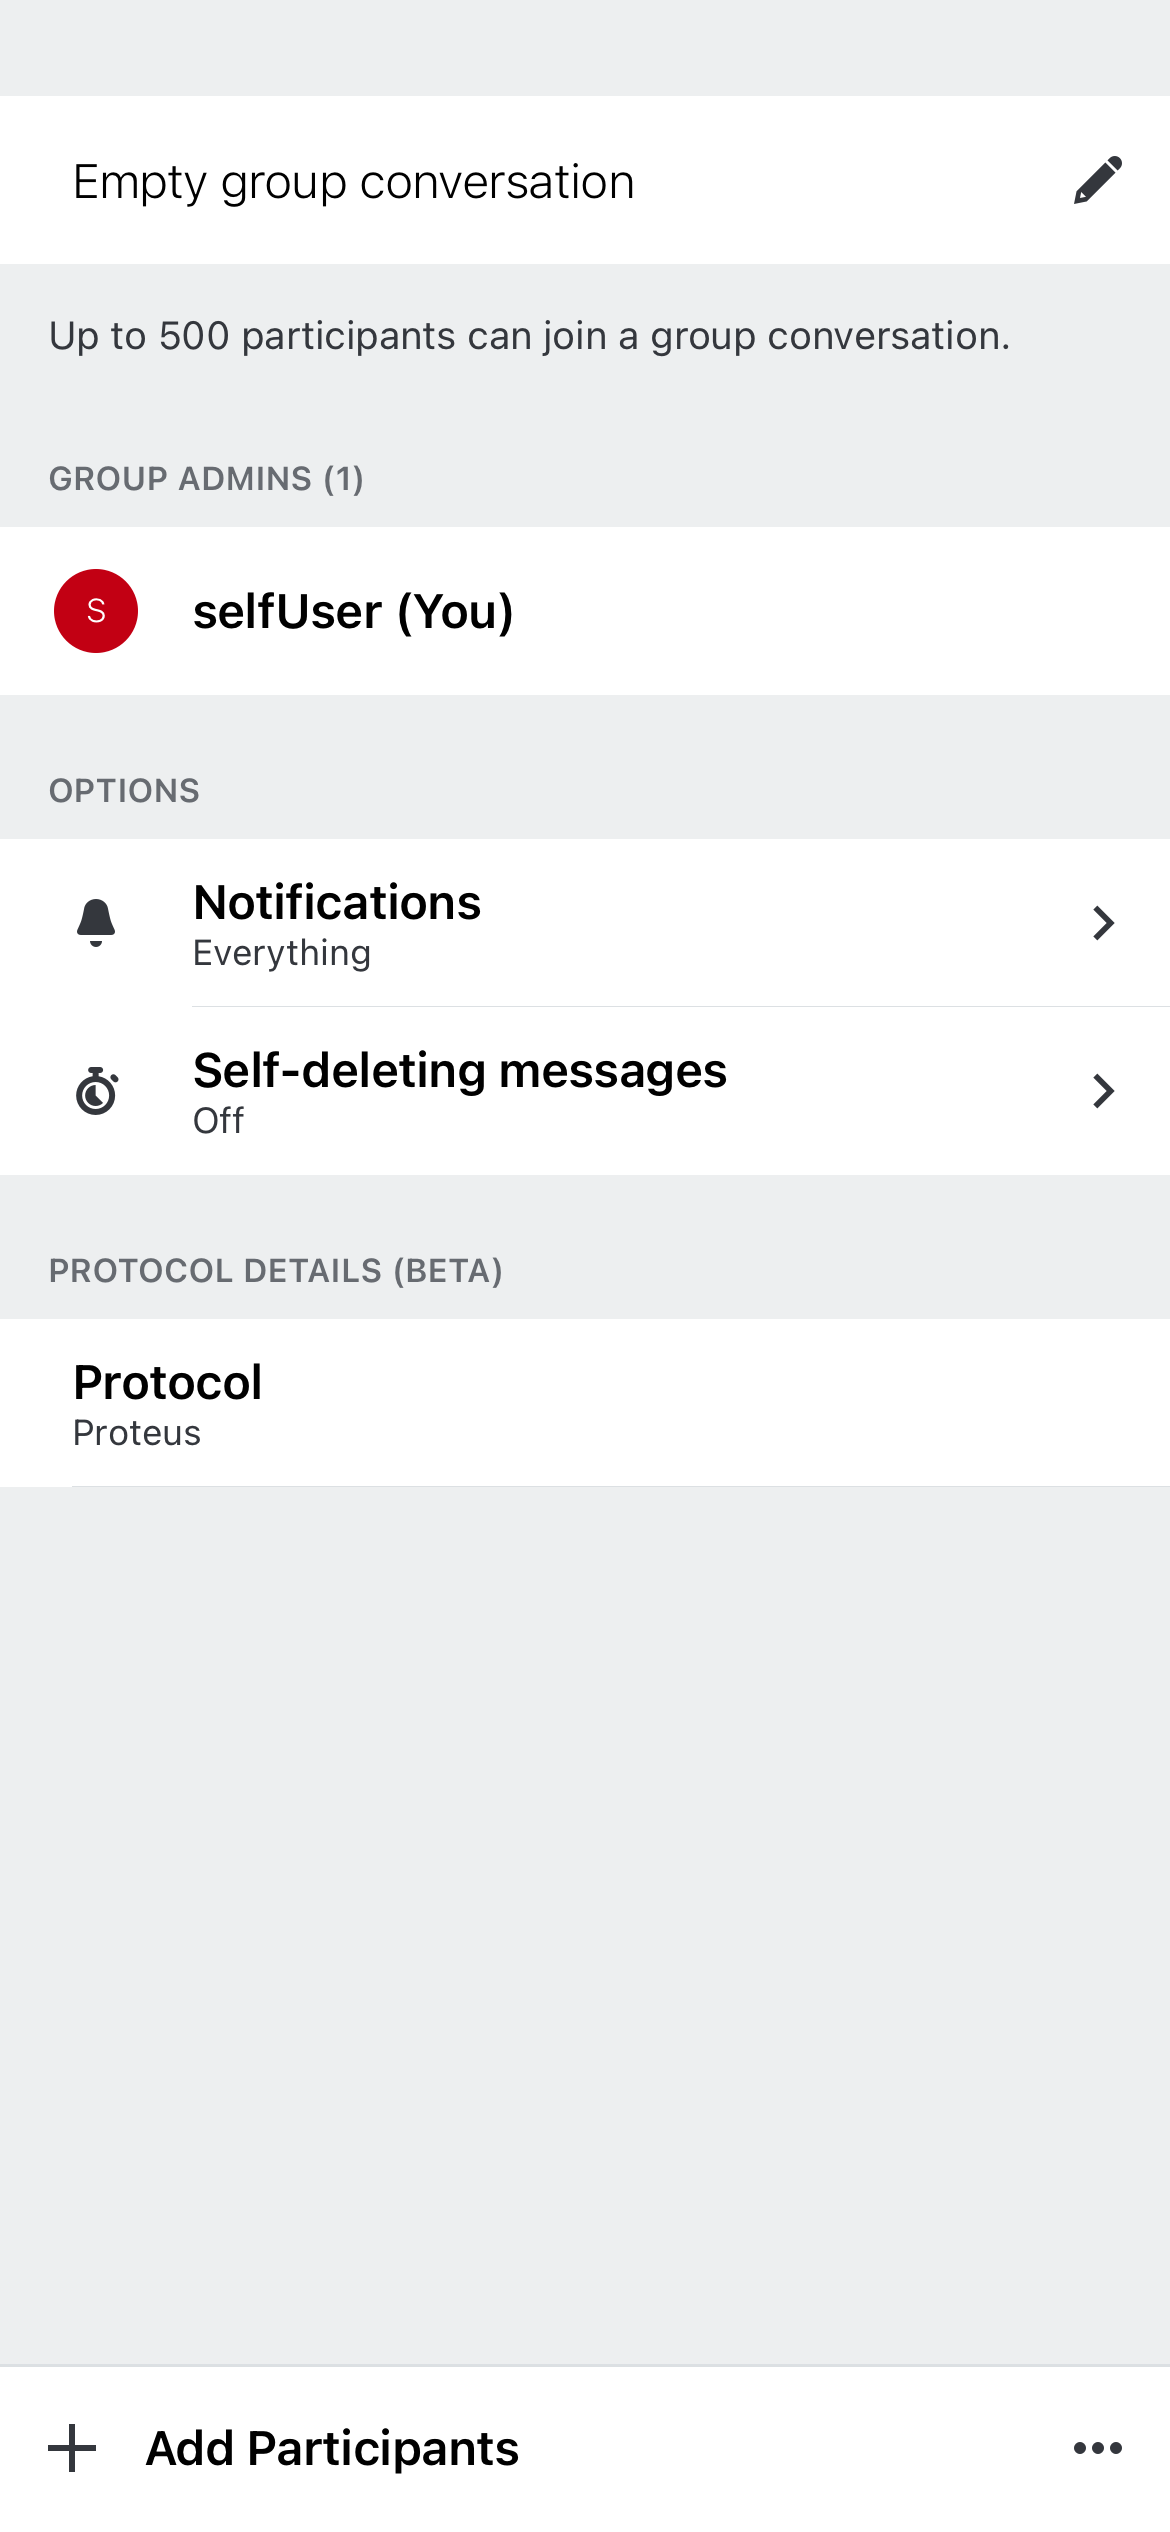 Empty group conversation
Up to 500 participants can join a group conversation.
GROUP ADMINS (1)
S
selfUser (You)
OPTIONS
Notifications
Everything
Self-deleting messages
Off
PROTOCOL DETAILS (BETA)
Protocol
Proteus
Add Participants